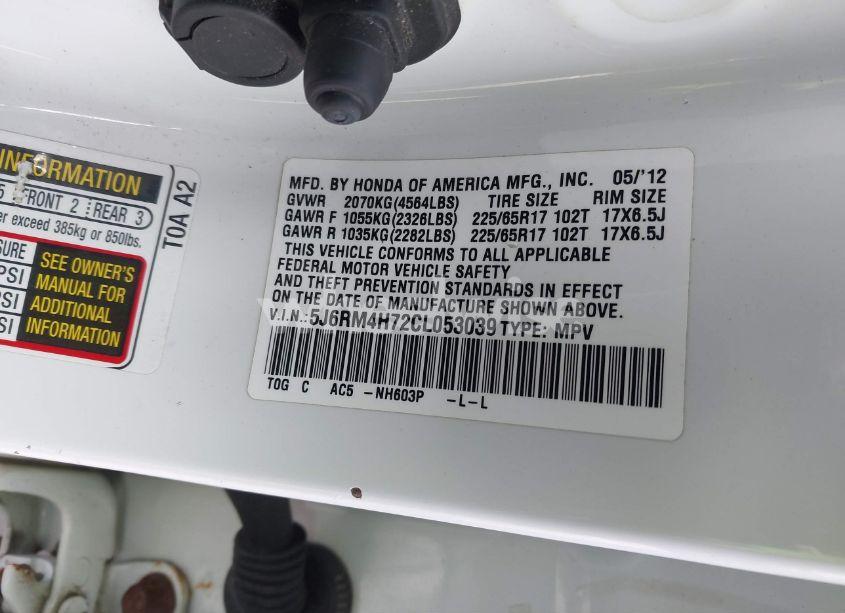 INFORMATION
5 FRONT 2 REAR 3
er exceed 385kg or 850lbs.
SURE
PSI
PSI
SI
SEE OWNER'S
MANUAL FOR
ADDITIONAL
INFORMATION
T0A A2
MFD. BY HONDA OF AMERICA MFG., INC. 05/'12
GVWR 2070KG(4564LBS) TIRE SIZE RIM SIZE
GAWR F 1055KG(2326LBS) 225/65R17 102T 17X6.5J
GAWR R 1035KG(2282LBS) 225/65R17 102T 17X6.5J
THIS VEHICLE CONFORMS TO ALL APPLICABLE
FEDERAL MOTOR VEHICLE SAFETY
AND THEFT PREVENTION STANDARDS IN EFFECT
ON THE DATE OF MANUFACTURE SHOWN ABOVE.
V.I.N.: 5J6RM4H72CL053039 TYPE: MPV
T0G C AC5 -NH603P -L-L